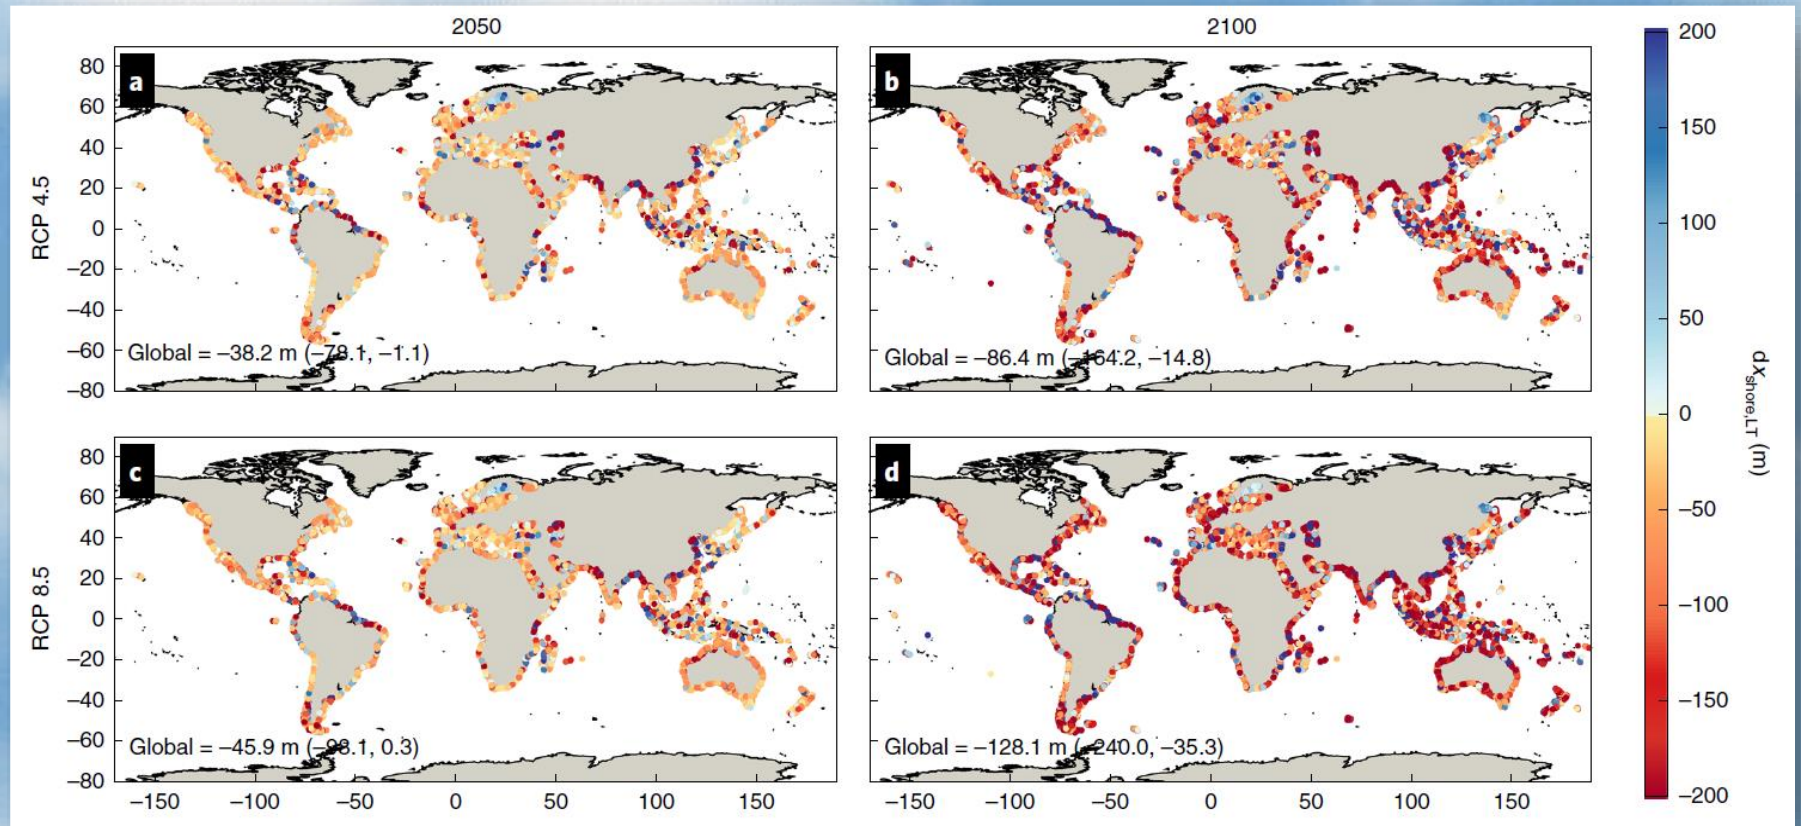 2050
2100
RCP 4.5
a
80
60
40
20
0
−20
−40
−60
−80
Global = −38.2 m (−78.1, −1.1)
b
Global = −86.4 m (−164.2, −14.8)
RCP 8.5
c
80
60
40
20
0
−20
−40
−60
−80
Global = −45.9 m (−98.1, 0.3)
−150 −100 −50 0 50 100 150
d
Global = −128.1 m (−240.0, −35.3)
−150 −100 −50 0 50 100 150
200
150
100
50
0
−50
−100
−150
−200
dxshore,LT (m)